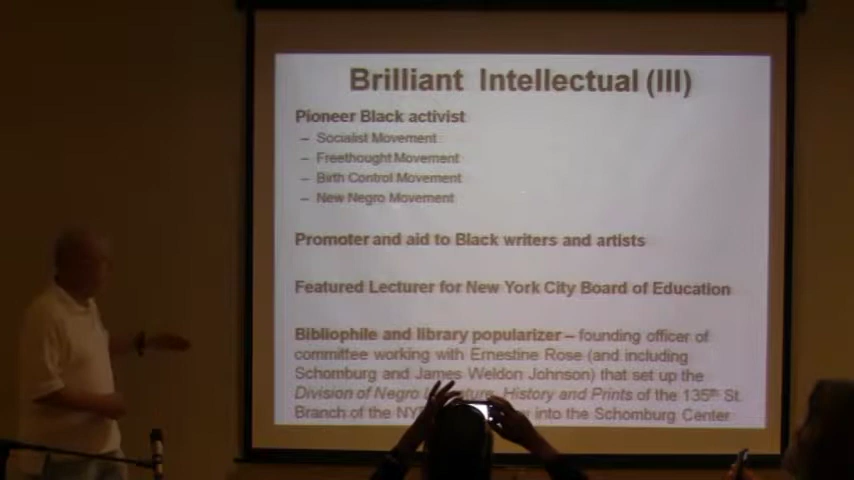 Brilliant Intellectual (III)
Pioneer Black activist
– Socialist Movement
– Freethought Movement
– Birth Control Movement
– New Negro Movement
Promoter and aid to Black writers and artists
Featured Lecturer for New York City Board of Education
Bibliophile and library popularizer – founding officer of
committee working with Ernestine Rose (and including
Schomburg and James Weldon Johnson) that set up the
Division of Negro History and Prints of the 135th St.
Branch of the into the Schomburg Center